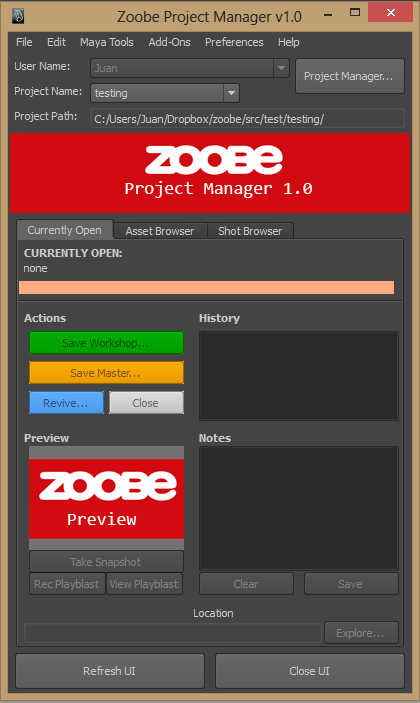 Zoobe Project Manager v1.0
File Edit Maya Tools Add-Ons Preferences Help
User Name: Juan
Project Manager...
Project Name: testing
Project Path: C:/Users/Juan/Dropbox/zoobe/src/test/testing/
ZOOBE
Project Manager 1.0
Currently Open Asset Browser Shot Browser
CURRENTLY OPEN:
none
Actions History
Save Workshop...
Save Master...
Revive... Close
Preview Notes
ZOOBE
Preview
Take Snapshot
Rec Playblast View Playblast Clear Save
Location
Explore...
Refresh UI Close UI